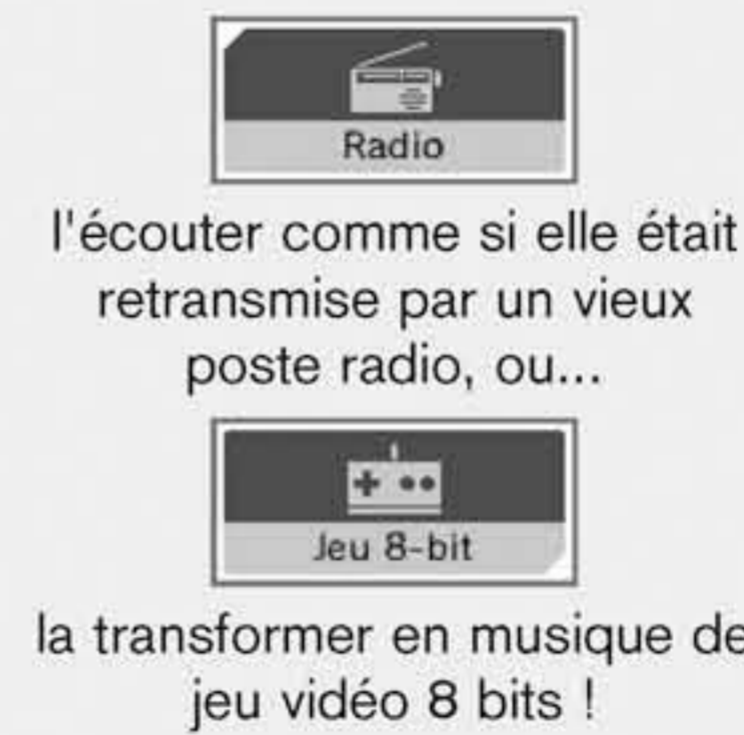 Radio
l'écouter comme si elle était
retransmise par un vieux
poste radio, ou...
Jeu 8-bit
la transformer en musique de
jeu vidéo 8 bits !